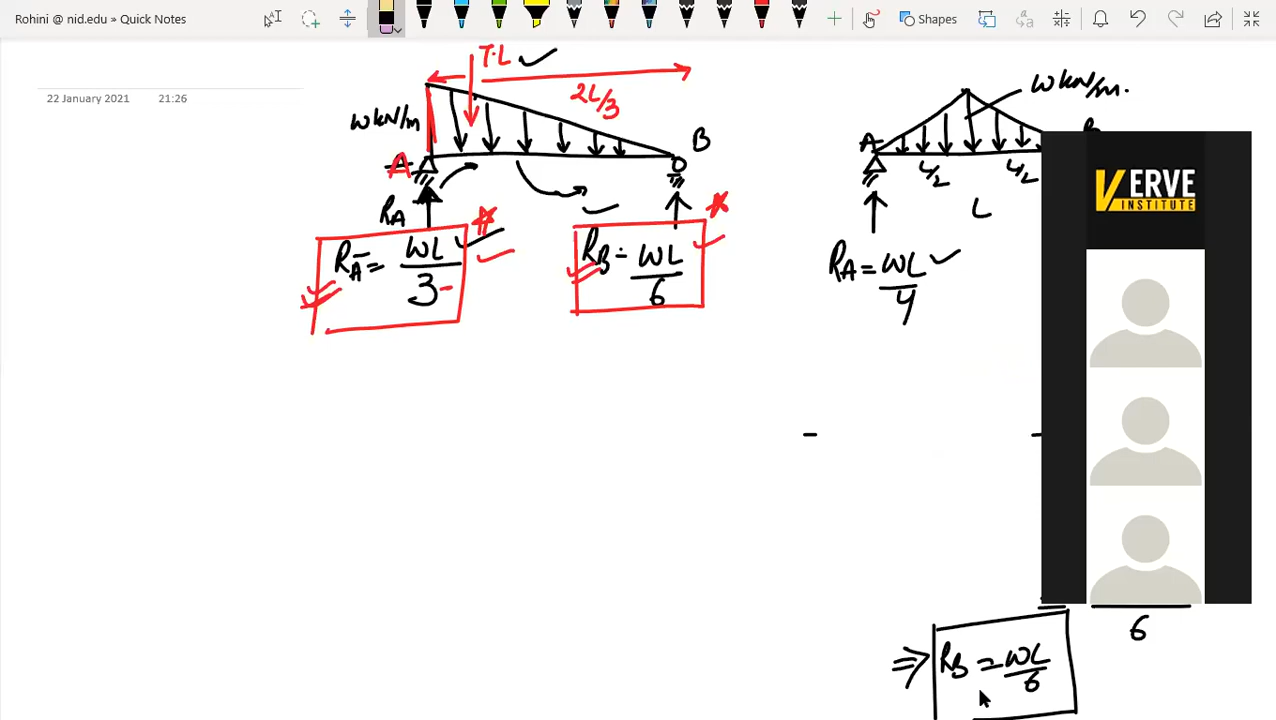 Rohini @ nid.edu » Quick Notes
Shapes
22 January 2021 21:26
T.L
2L/3
w kN/m
A
B
RA
RA = wL/3
RB = wL/6
w kN/m.
A
L/2
L/2
L
RA = wL/4
VERVE
INSTITUTE
6
⇒ RB = wL/6